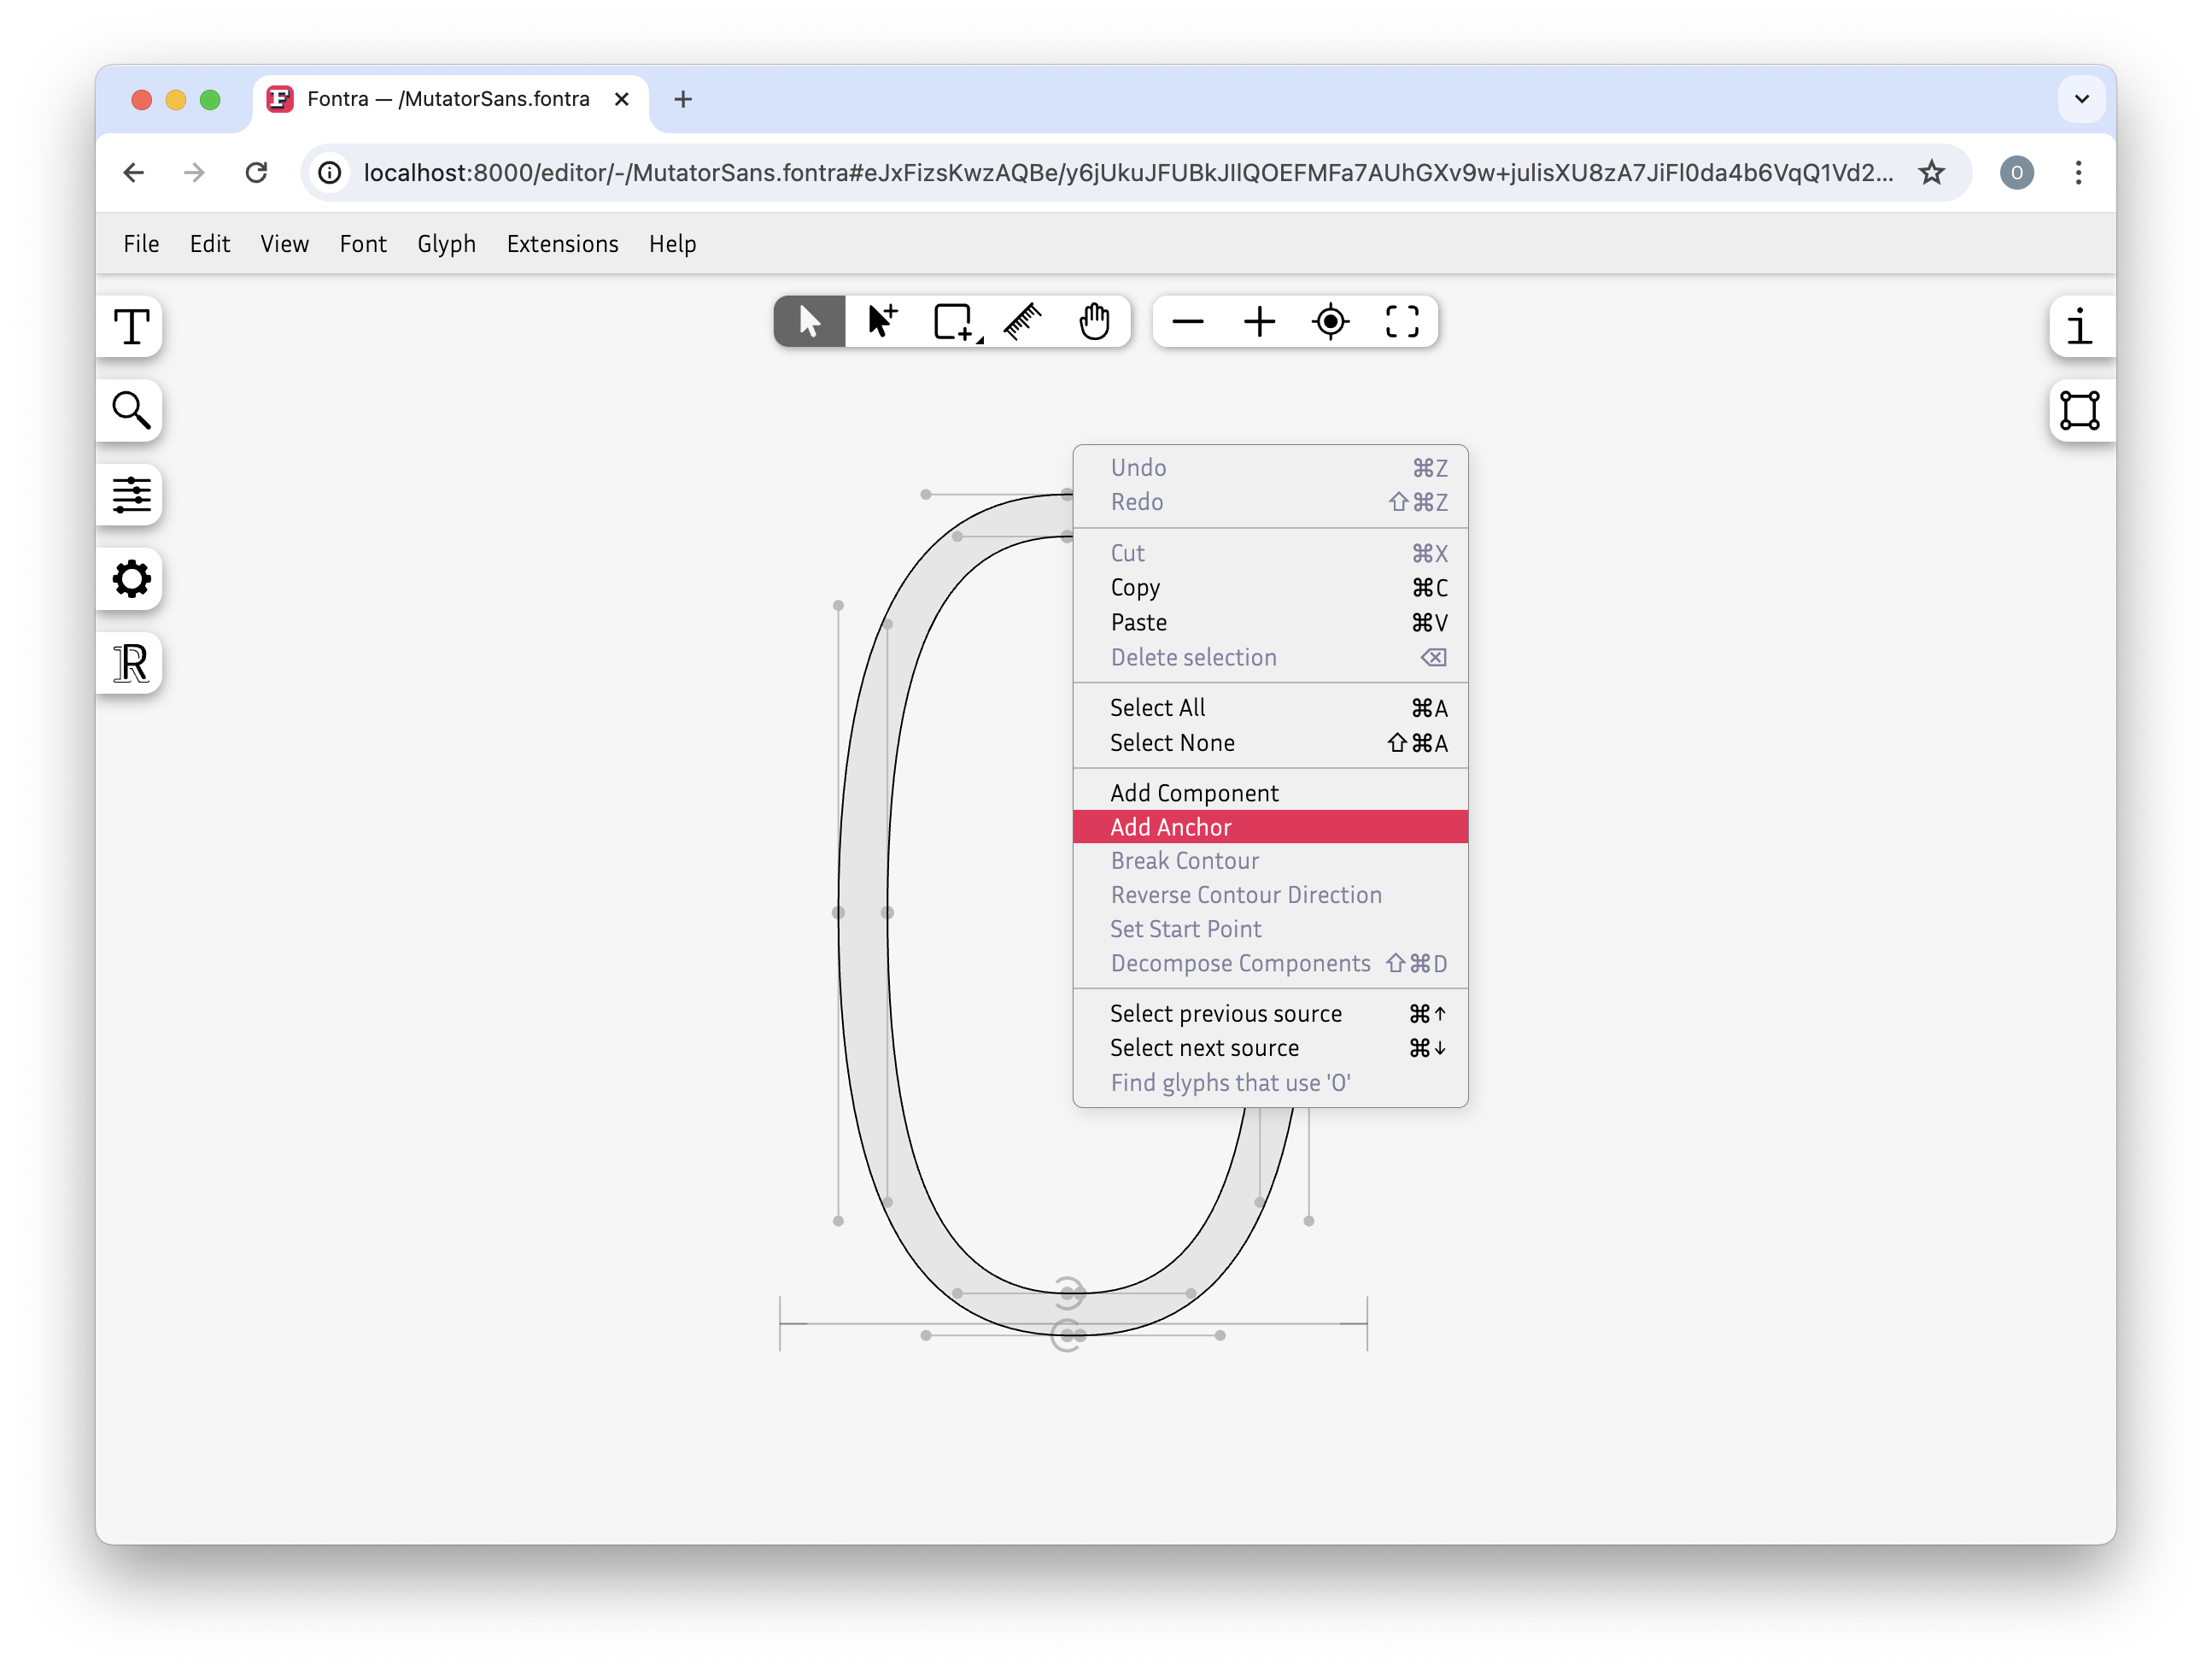 Fontra — /MutatorSans.fontra
localhost:8000/editor/-/MutatorSans.fontra#eJxFizsKwzAQBe/y6jUkuJFUBkJIlQOEFMFa7AUhGXv9w+julisXU8zA7JiFl0da4b6VqQ1Vd2...
O
File Edit View Font Glyph Extensions Help
T
i
R
Undo ⌘Z
Redo ⇧⌘Z
Cut ⌘X
Copy ⌘C
Paste ⌘V
Delete selection ⌫
Select All ⌘A
Select None ⇧⌘A
Add Component
Add Anchor
Break Contour
Reverse Contour Direction
Set Start Point
Decompose Components ⇧⌘D
Select previous source ⌘↑
Select next source ⌘↓
Find glyphs that use 'O'